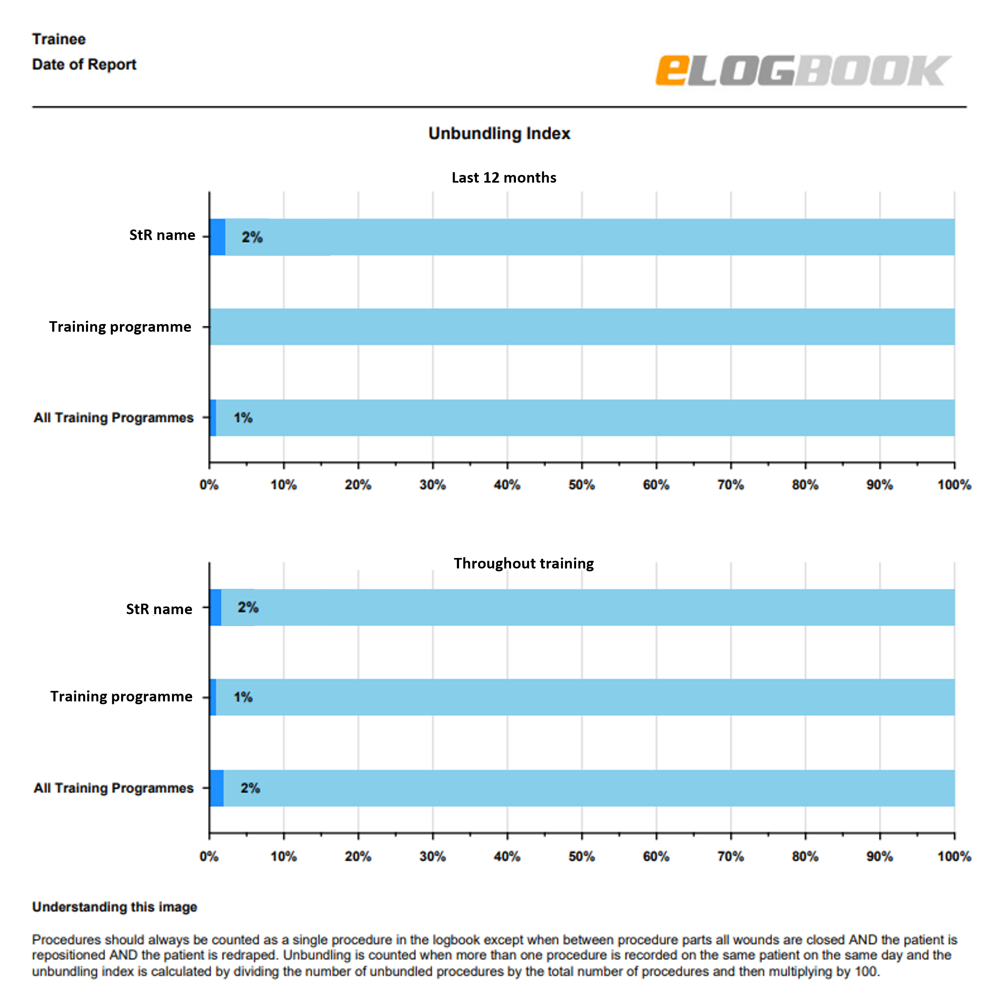 Trainee
Date of Report
eLOGBOOK
Unbundling Index
Last 12 months
StR name
2%
Training programme
All Training Programmes
1%
0% 10% 20% 30% 40% 50% 60% 70% 80% 90% 100%
Throughout training
StR name
2%
Training programme
1%
All Training Programmes
2%
0% 10% 20% 30% 40% 50% 60% 70% 80% 90% 100%
Understanding this image
Procedures should always be counted as a single procedure in the logbook except when between procedure parts all wounds are closed AND the patient is
repositioned AND the patient is redraped. Unbundling is counted when more than one procedure is recorded on the same patient on the same day and the
unbundling index is calculated by dividing the number of unbundled procedures by the total number of procedures and then multiplying by 100.